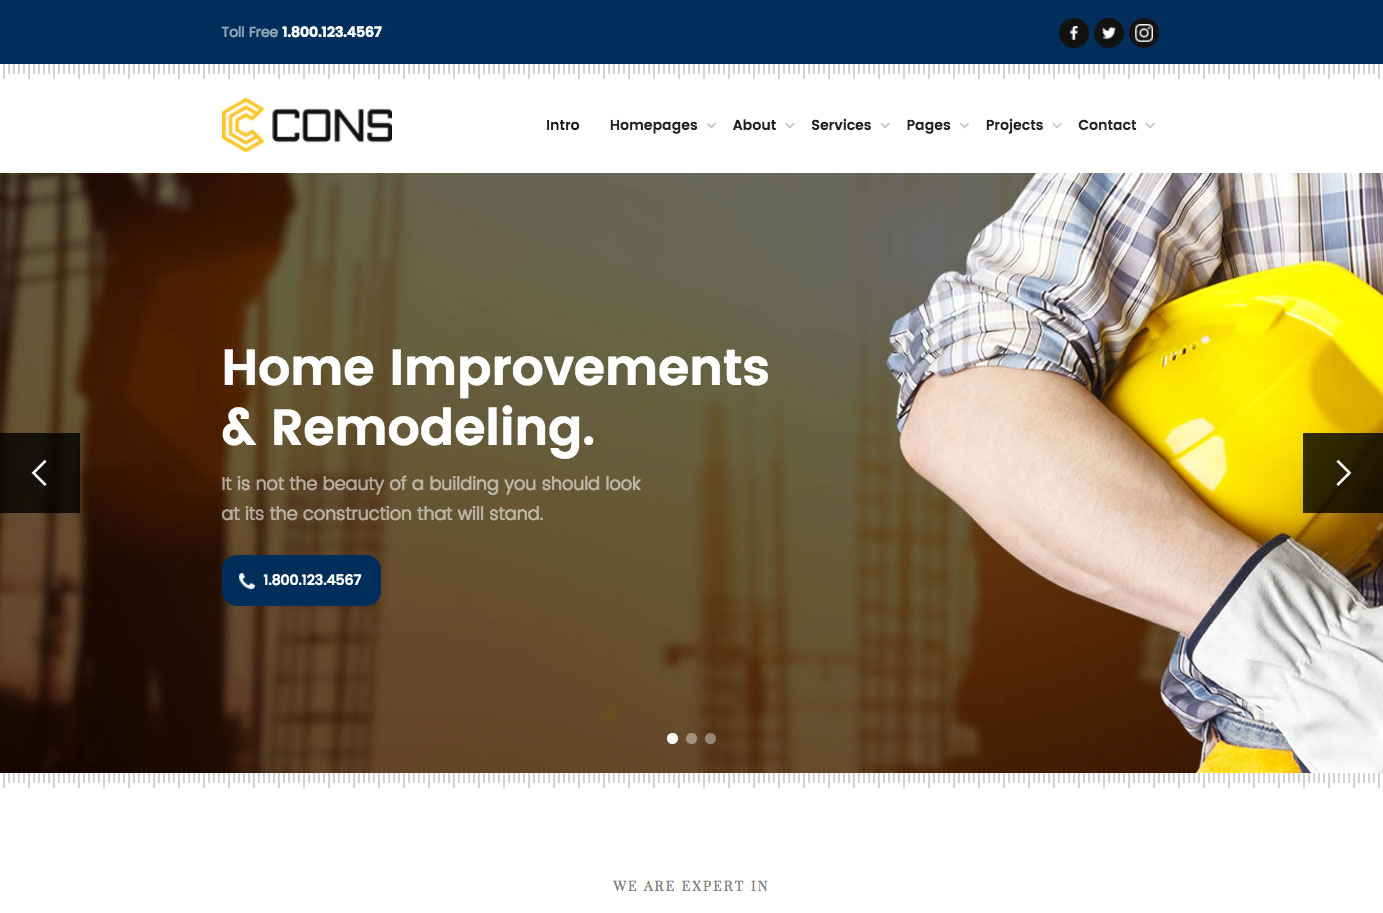 Toll Free 1.800.123.4567
CONS
Intro Homepages About Services Pages Projects Contact
Home Improvements
& Remodeling.
It is not the beauty of a building you should look
at its the construction that will stand.
1.800.123.4567
WE ARE EXPERT IN